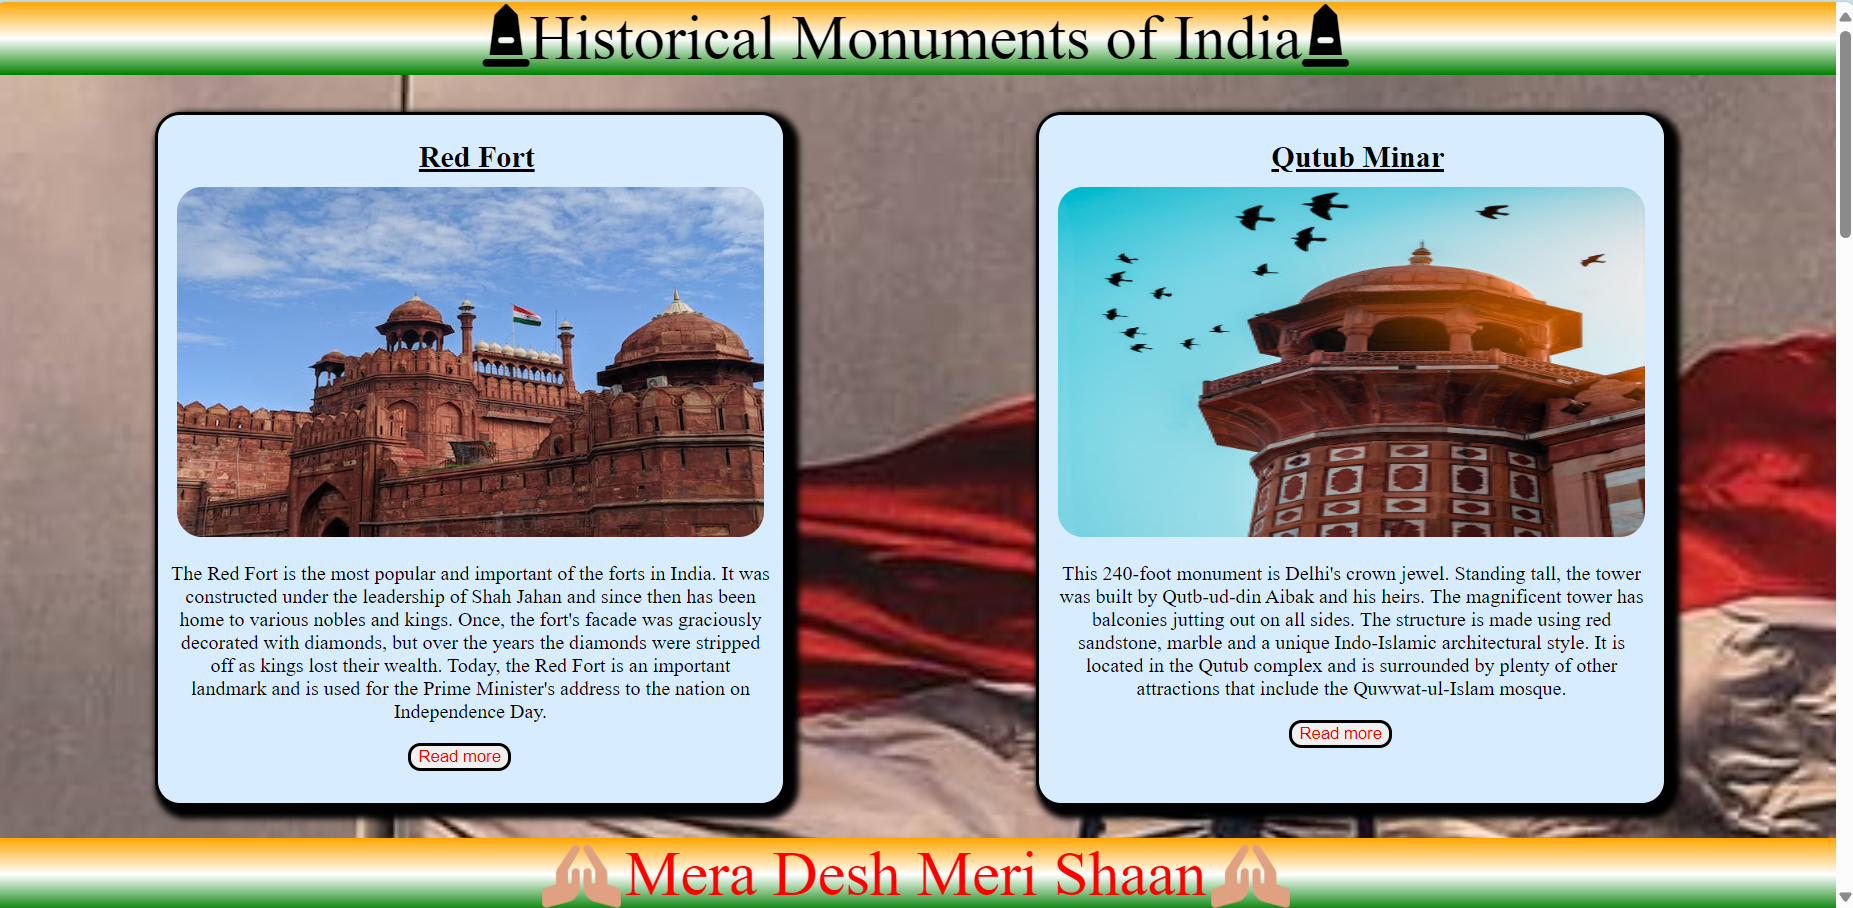 Historical Monuments of India
Red Fort
The Red Fort is the most popular and important of the forts in India. It was
constructed under the leadership of Shah Jahan and since then has been
home to various nobles and kings. Once, the fort's facade was graciously
decorated with diamonds, but over the years the diamonds were stripped
off as kings lost their wealth. Today, the Red Fort is an important
landmark and is used for the Prime Minister's address to the nation on
Independence Day.
Read more
Qutub Minar
This 240-foot monument is Delhi's crown jewel. Standing tall, the tower
was built by Qutb-ud-din Aibak and his heirs. The magnificent tower has
balconies jutting out on all sides. The structure is made using red
sandstone, marble and a unique Indo-Islamic architectural style. It is
located in the Qutub complex and is surrounded by plenty of other
attractions that include the Quwwat-ul-Islam mosque.
Read more
Mera Desh Meri Shaan